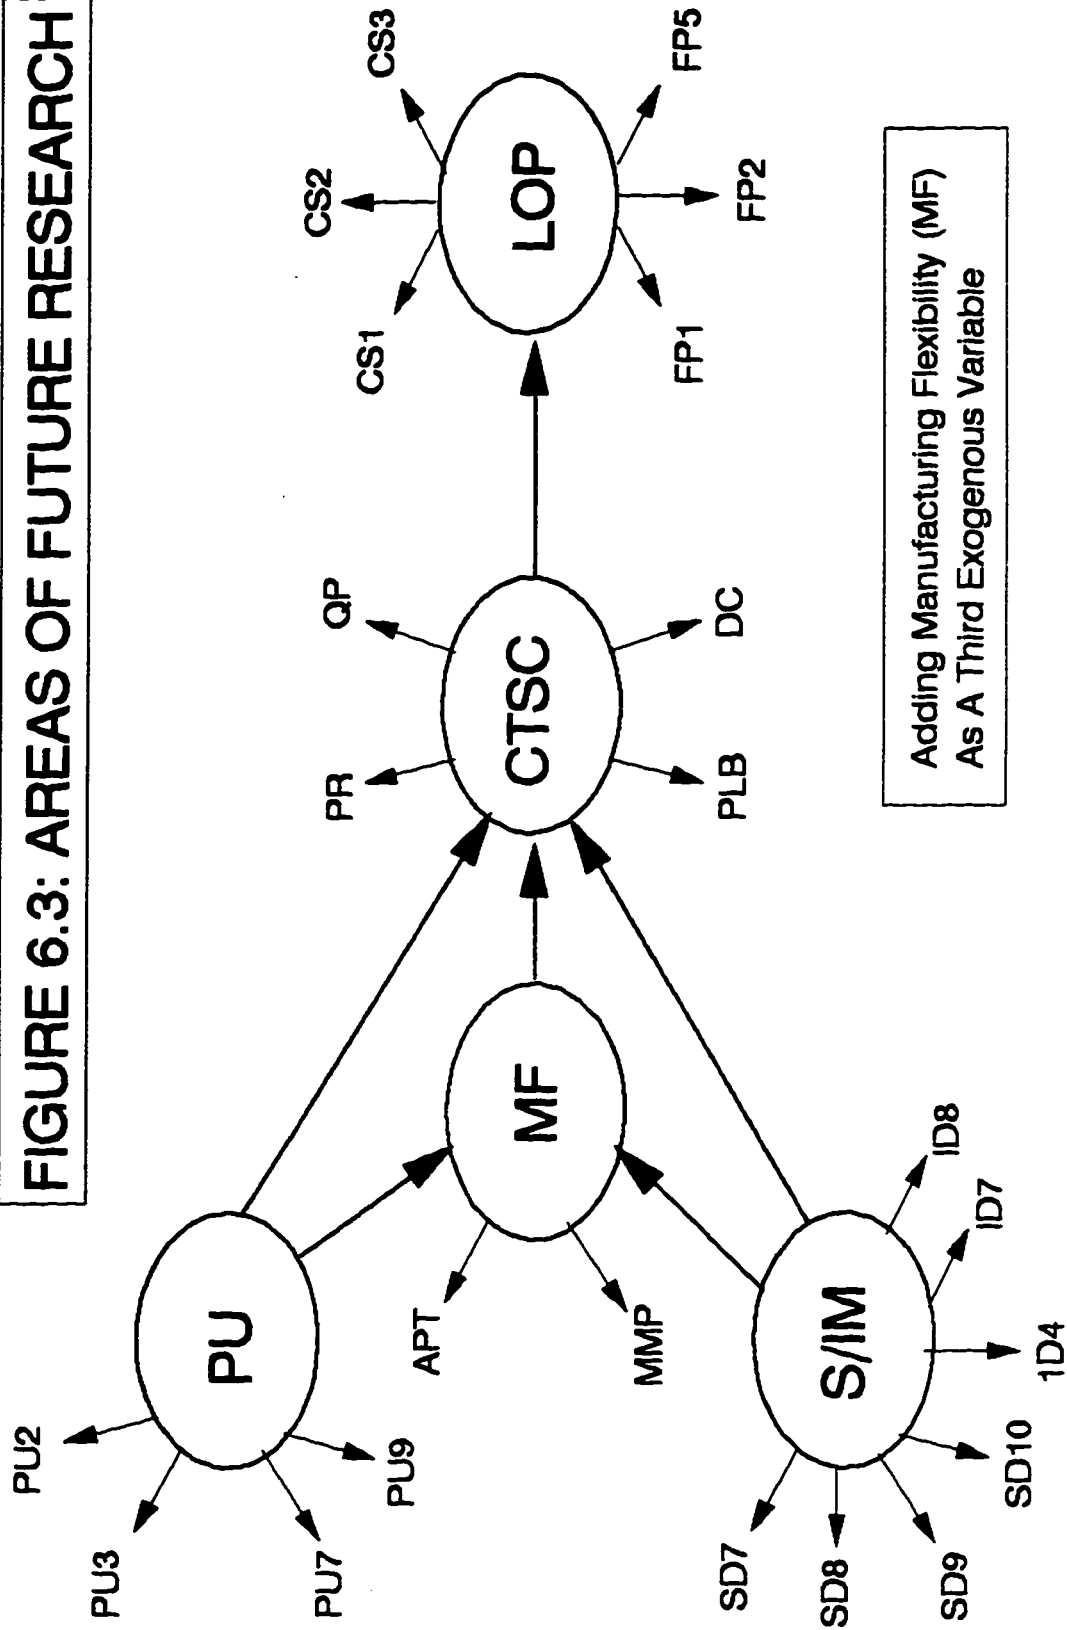 FIGURE 6.3: AREAS OF FUTURE RESEARCH
PU2
PU3
PU
PU7
PU9
APT
MF
MMP
PR
QP
CTSC
PLB
DC
CS1
CS2
CS3
LOP
FP1
FP2
FP5
SD7
SD8
SD9
SD10
S/IM
1D4
ID7
ID8
Adding Manufacturing Flexibility (MF)
As A Third Exogenous Variable